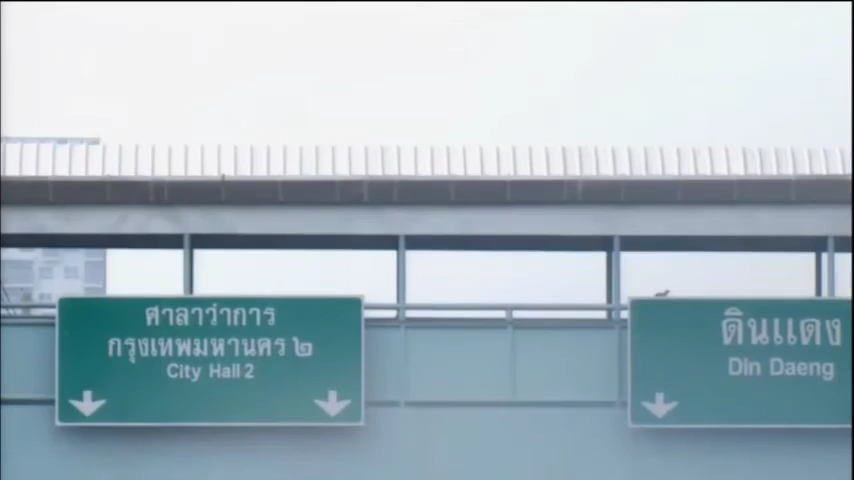 ศาลาว่าการ
กรุงเทพมหานคร ๒
City Hall 2
ดินแดง
Din Daeng